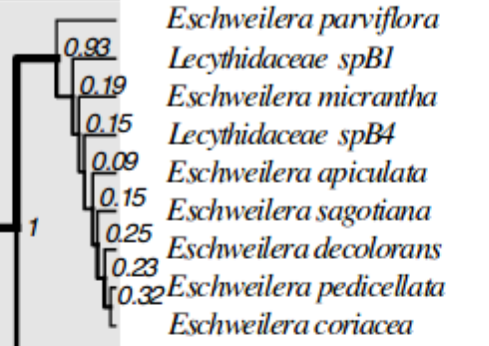 Eschweilera parviflora
0.93
Lecythidaceae spB1
0.19
Eschweilera micrantha
0.15
Lecythidaceae spB4
0.09
Eschweilera apiculata
0.15
Eschweilera sagotiana
1
0.25
Eschweilera decolorans
0.23
Eschweilera pedicellata
0.32
Eschweilera coriacea